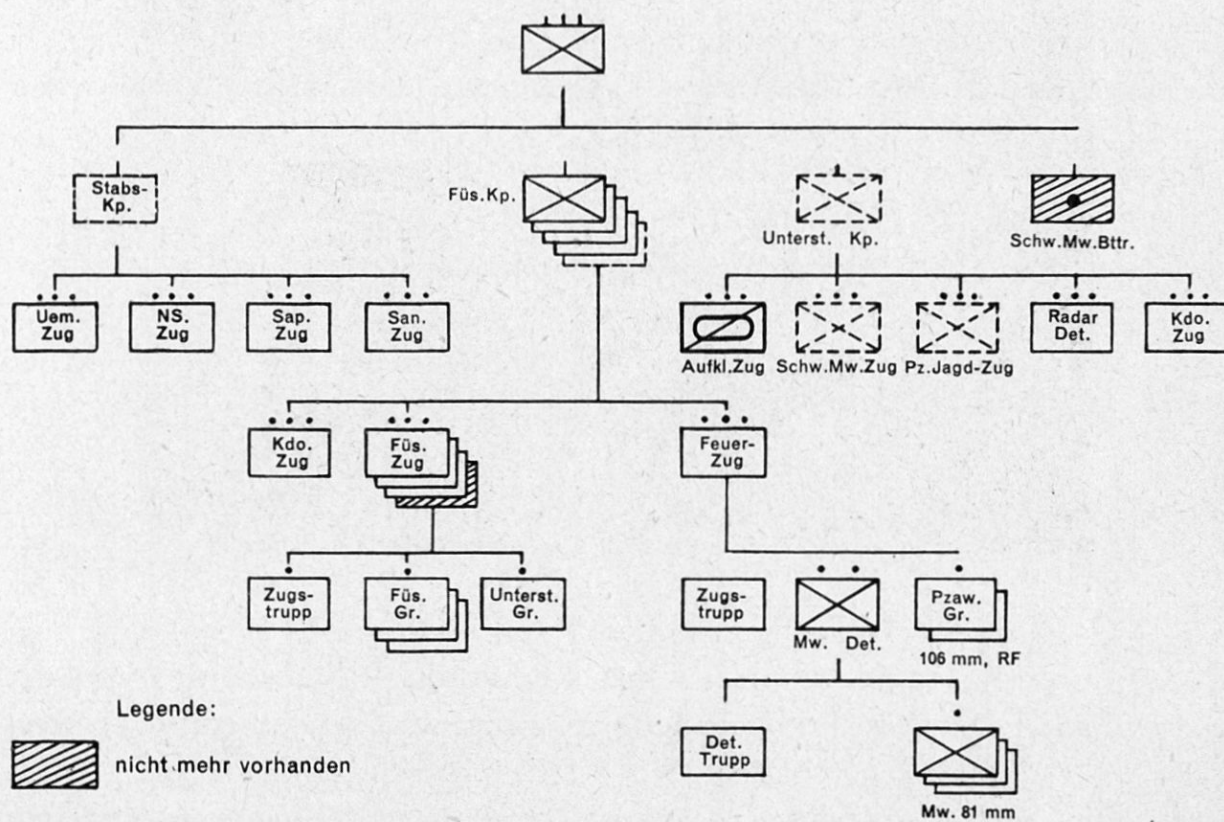 Stabs-
Kp.
Füs.Kp.
Unterst. Kp.
Schw.Mw.Bttr.
Uem.
Zug
NS.
Zug
Sap.
Zug
San.
Zug
Aufkl.Zug
Schw.Mw.Zug
Pz.Jagd-Zug
Radar
Det.
Kdo.
Zug
Kdo.
Zug
Füs.
Zug
Feuer-
Zug
Zugs-
trupp
Füs.
Gr.
Unterst.
Gr.
Zugs-
trupp
Mw. Det.
Pzaw.
Gr.
106 mm, RF
Legende:
nicht mehr vorhanden
Det.
Trupp
Mw. 81 mm